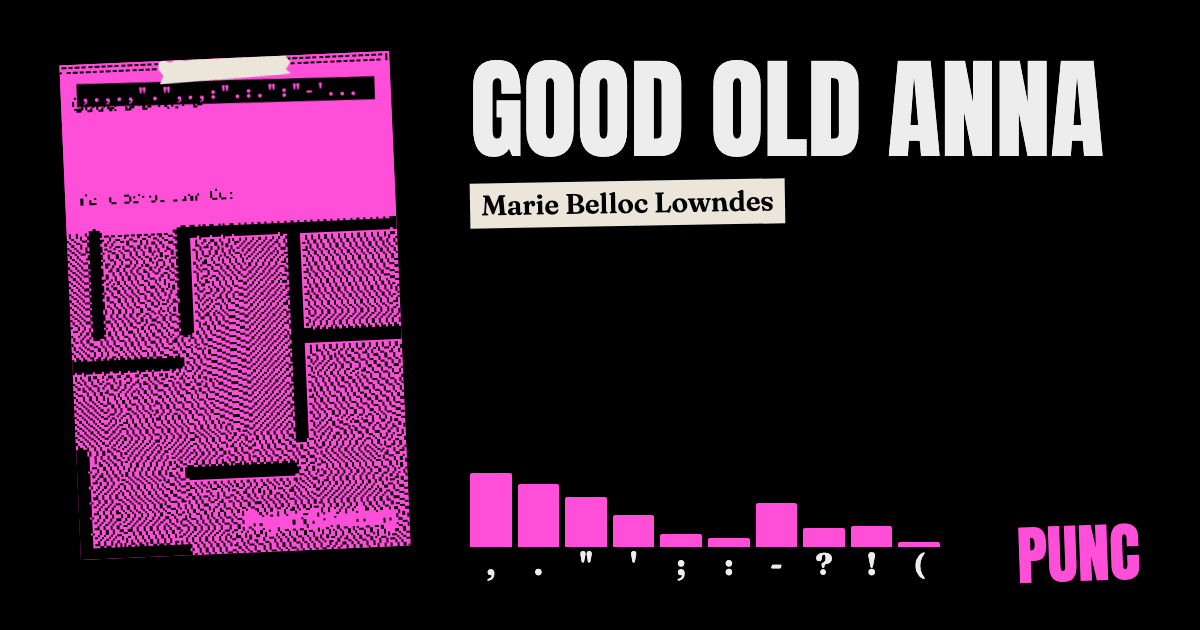 ,.,.,".",.,:".:.":"-'...
GOOD OLD ANNA
Marie Belloc Lowndes
, . " ' ; : - ? ! (
PUNC